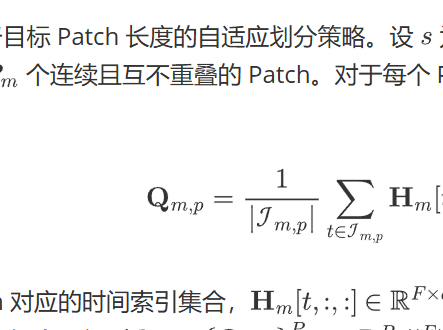 目标 Patch 长度的自适应划分策略。设 s
m 个连续且互不重叠的 Patch。对于每个
Q_{m,p} = \frac{1}{|\mathcal{I}_{m,p}|} \sum_{t \in \mathcal{I}_{m,p}} H_m[
对应的时间索引集合，H_m[t,:,:] ∈ ℝ^{F×